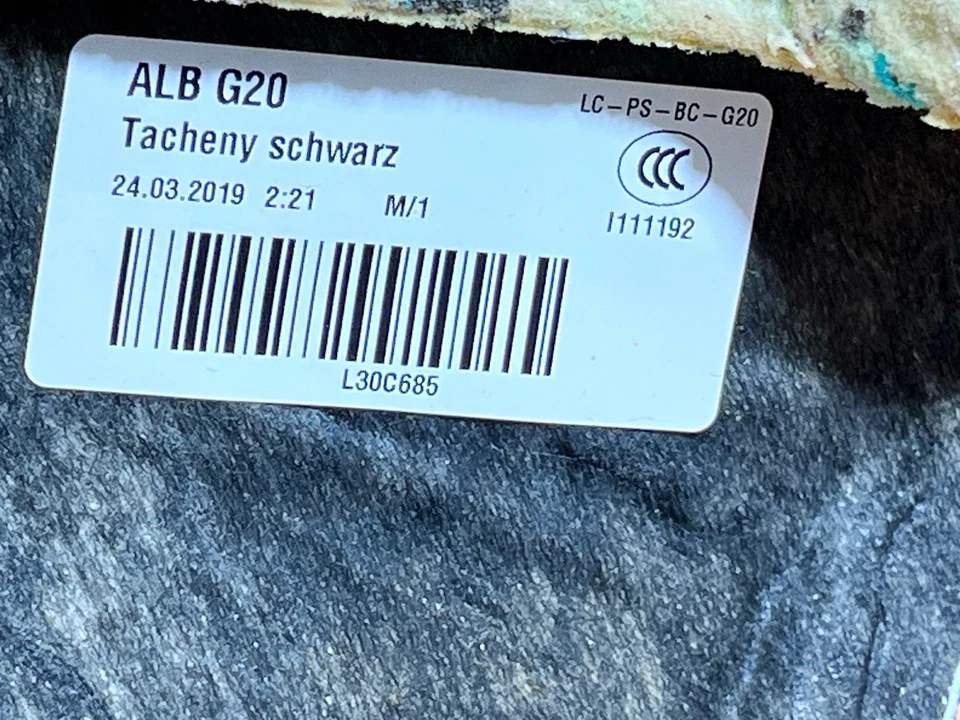 ALB G20
LC-PS-BC-G20
Tacheny schwarz
CCC
24.03.2019 2:21 M/1
I111192
L30C685